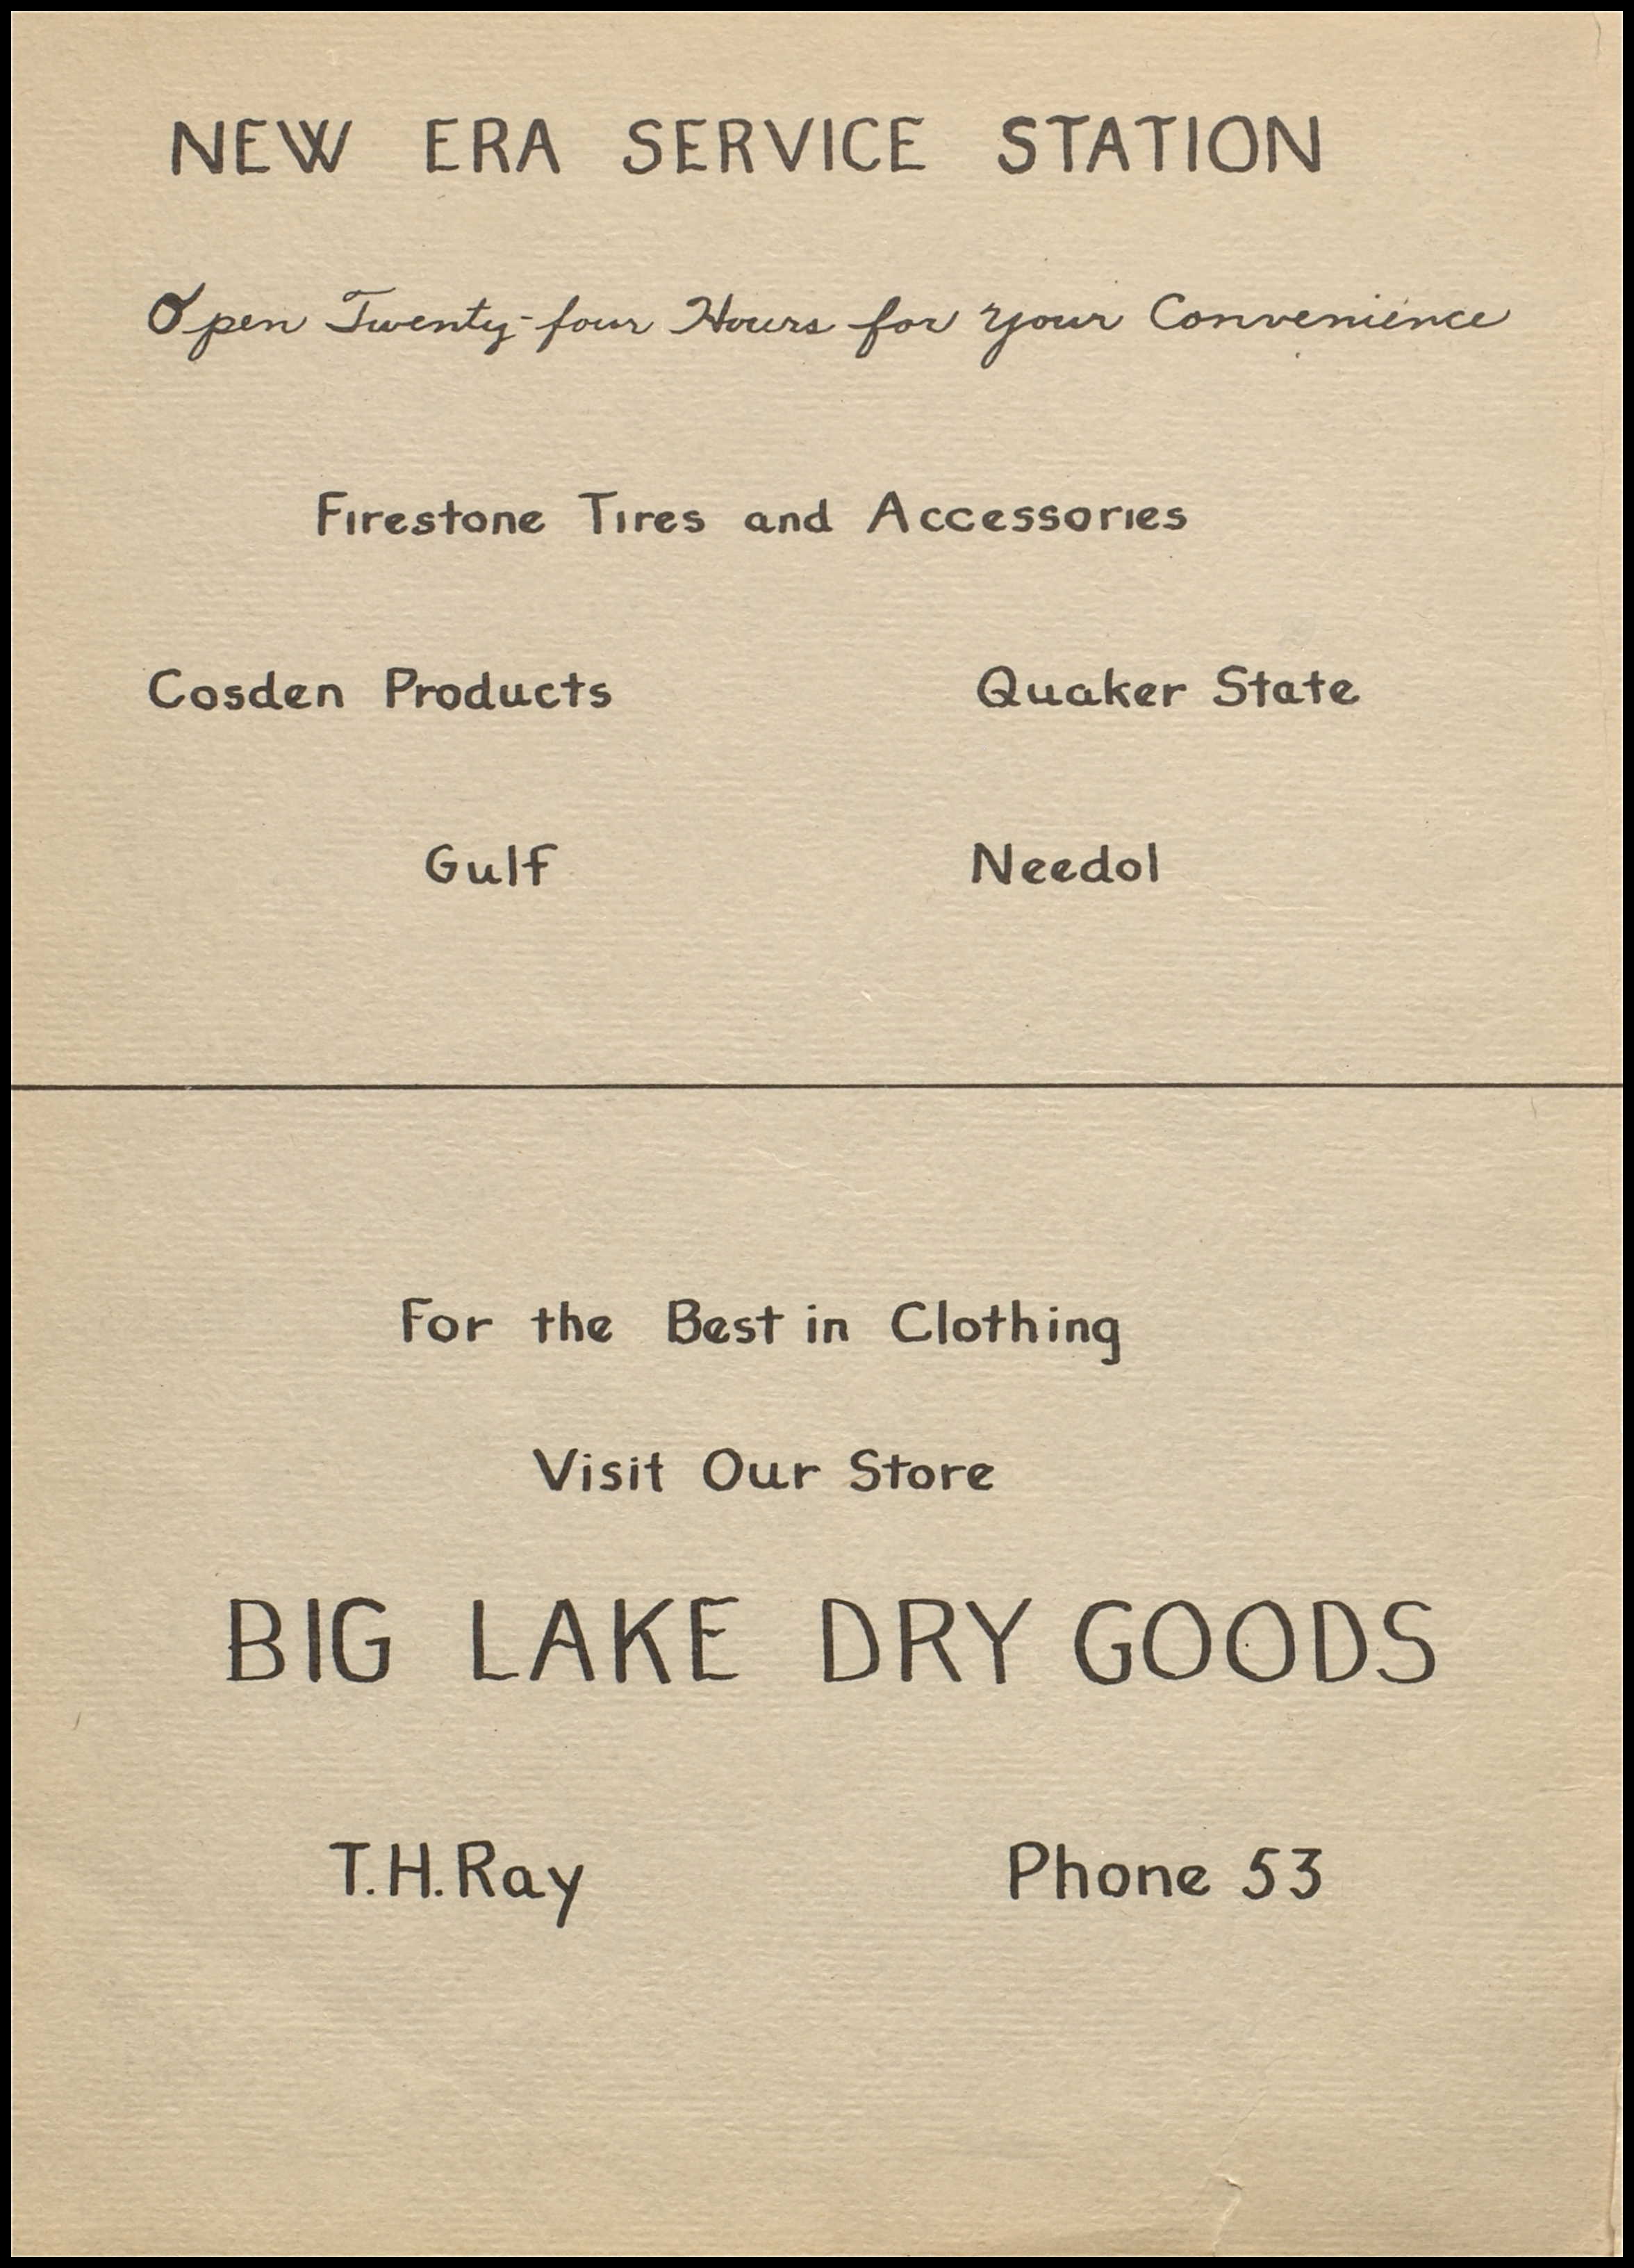 NEW ERA SERVICE STATION
Open Twenty-four Hours for your Convenience
Firestone Tires and Accessories
Cosden Products Quaker State
Gulf Needol
For the Best in Clothing
Visit Our Store
BIG LAKE DRY GOODS
T.H. Ray Phone 53